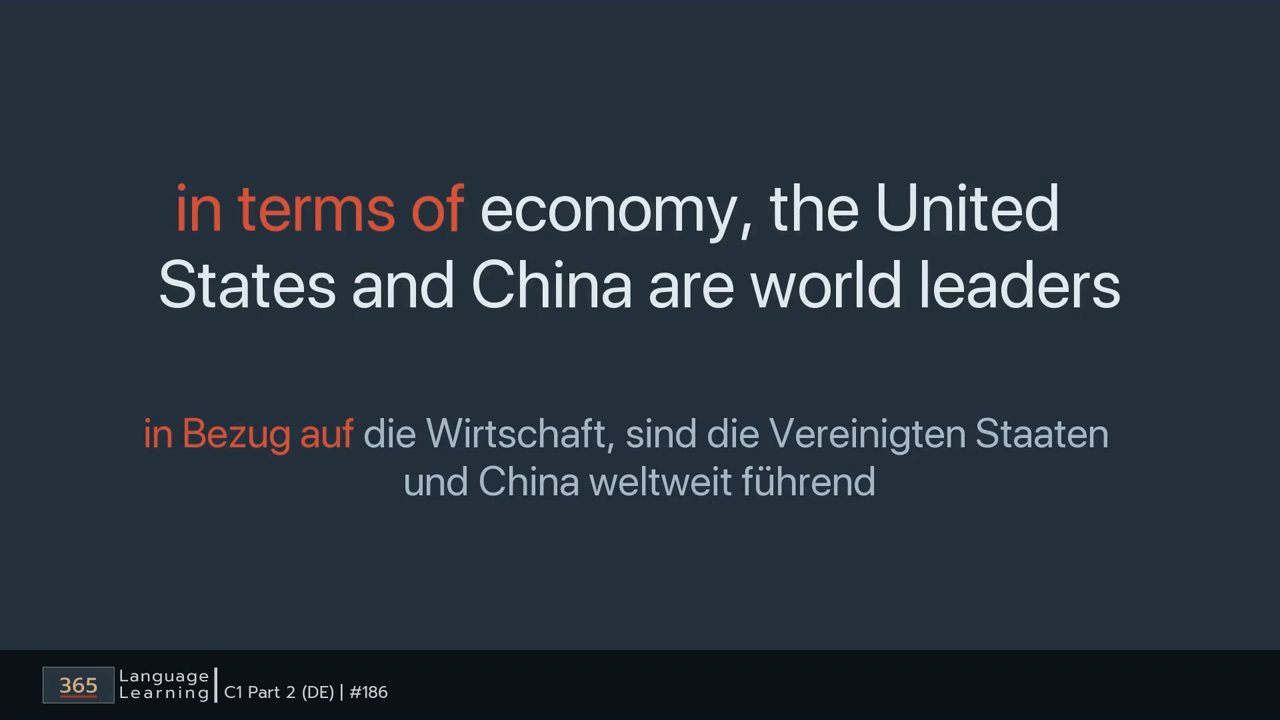 in terms of economy, the United
States and China are world leaders
in Bezug auf die Wirtschaft, sind die Vereinigten Staaten
und China weltweit führend
365
Language
Learning
C1 Part 2 (DE) | #186